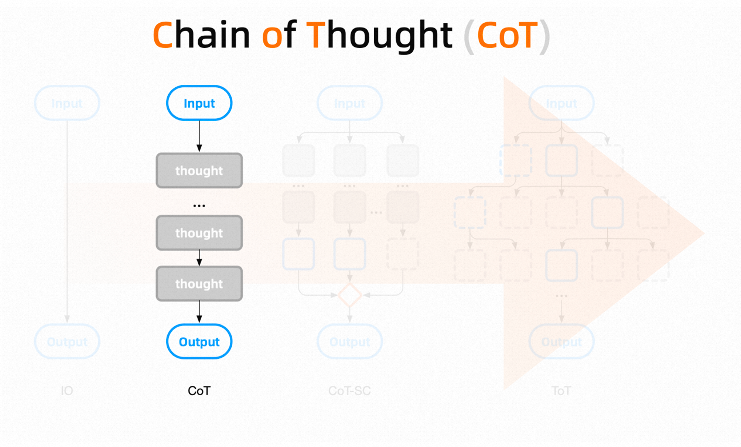 Chain of Thought (CoT)
Input
Input
Input
Input
thought
...
...
...
...
...
thought
thought
...
Output
Output
Output
Output
IO
CoT
CoT-SC
ToT